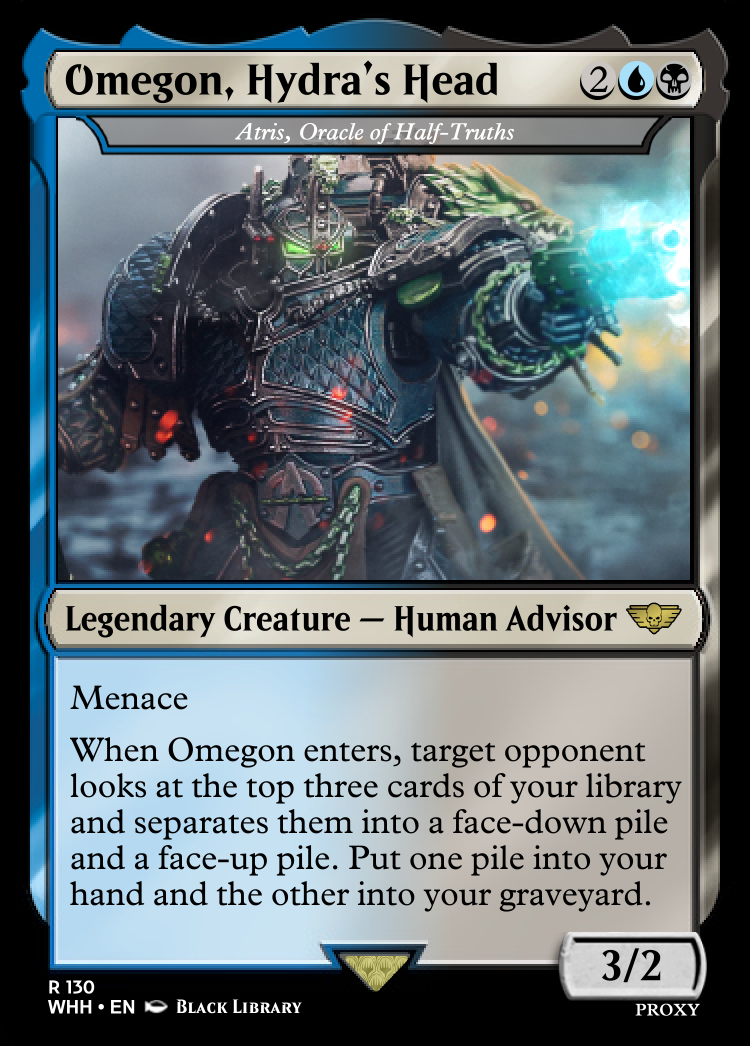 Omegon, Hydra's Head 2
Atris, Oracle of Half-Truths
Legendary Creature — Human Advisor
Menace
When Omegon enters, target opponent
looks at the top three cards of your library
and separates them into a face-down pile
and a face-up pile. Put one pile into your
hand and the other into your graveyard.
3/2
R 130
WHH • EN BLACK LIBRARY
PROXY